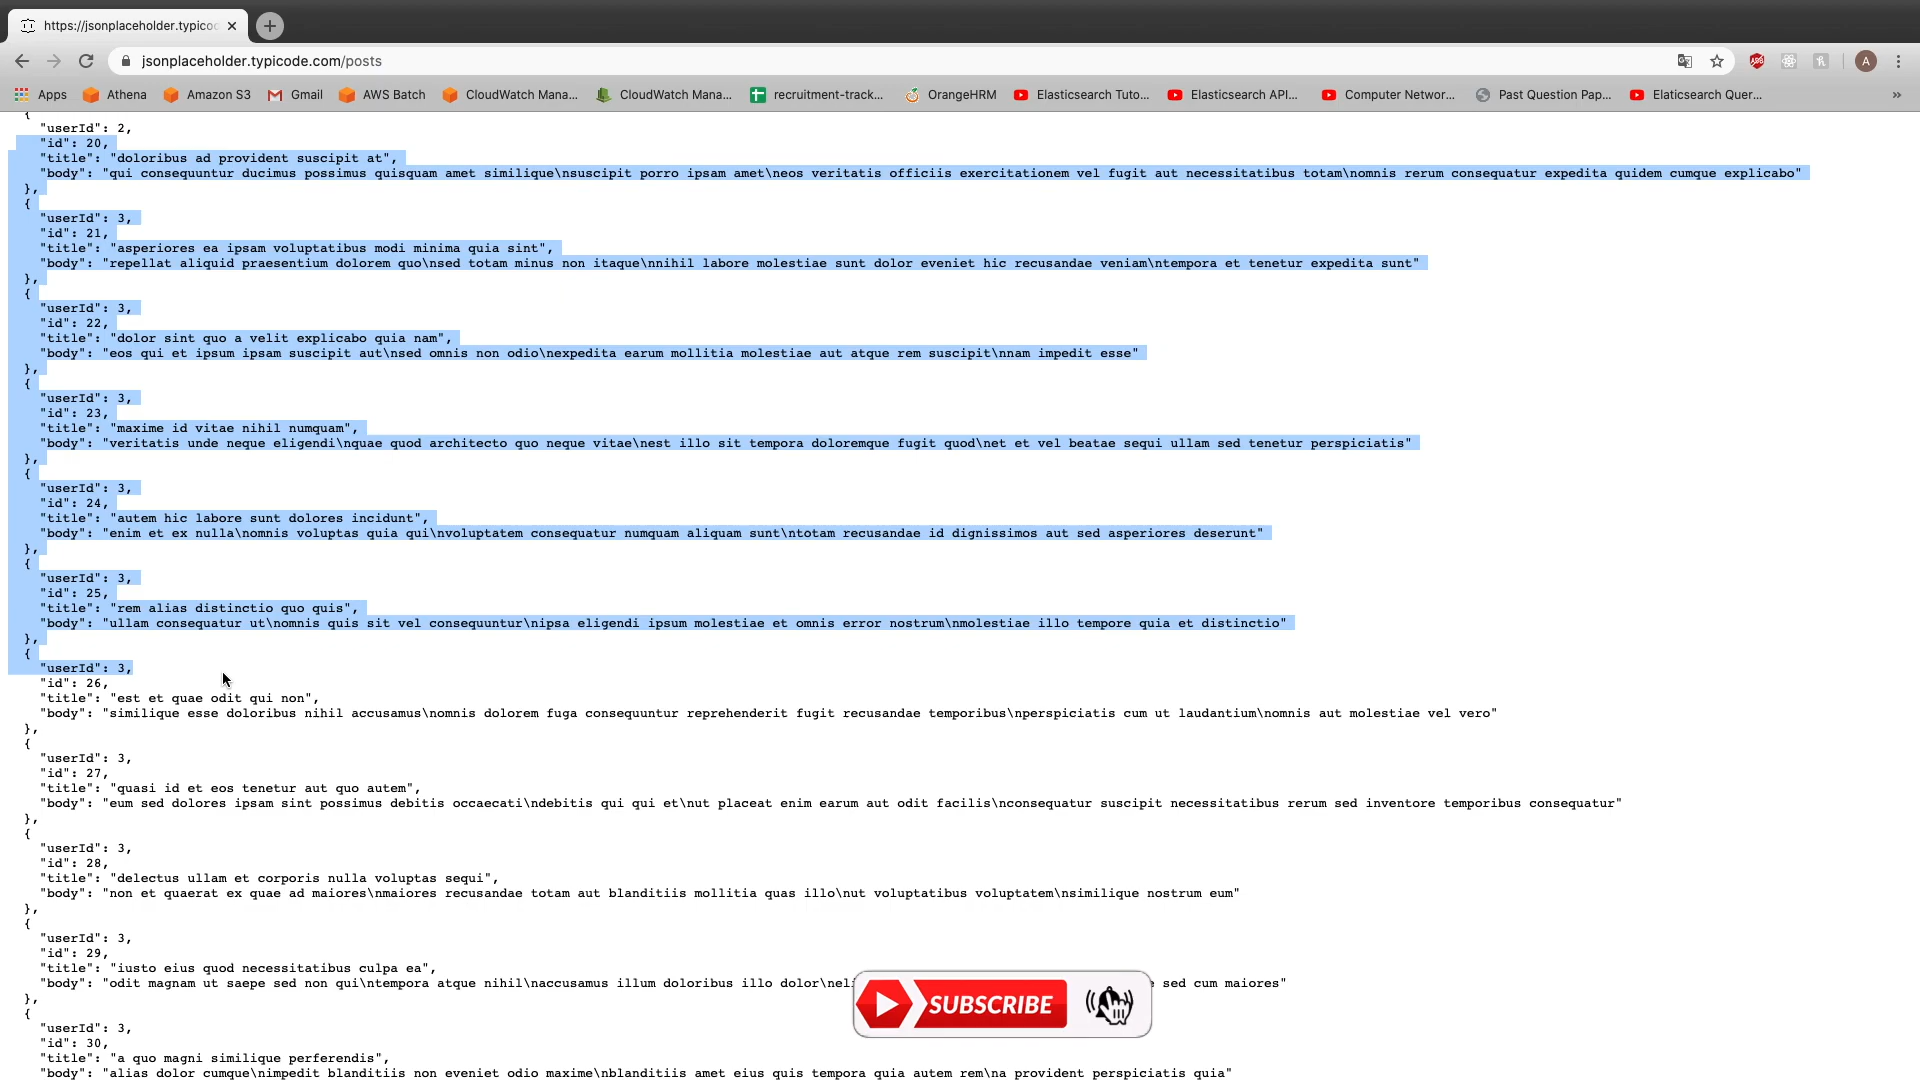 https://jsonplaceholder.typico
jsonplaceholder.typicode.com/posts
A
Apps Athena Amazon S3 Gmail AWS Batch CloudWatch Mana... CloudWatch Mana... recruitment-track... OrangeHRM Elasticsearch Tuto... Elasticsearch API... Computer Networ... Past Question Pap... Elaticsearch Quer... »
{
"userId": 2,
"id": 20,
"title": "doloribus ad provident suscipit at",
"body": "qui consequuntur ducimus possimus quisquam amet similique\nsuscipit porro ipsam amet\neos veritatis officiis exercitationem vel fugit aut necessitatibus totam\nomnis rerum consequatur expedita quidem cumque explicabo"
},
{
"userId": 3,
"id": 21,
"title": "asperiores ea ipsam voluptatibus modi minima quia sint",
"body": "repellat aliquid praesentium dolorem quo\nsed totam minus non itaque\nnihil labore molestiae sunt dolor eveniet hic recusandae veniam\ntempora et tenetur expedita sunt"
},
{
"userId": 3,
"id": 22,
"title": "dolor sint quo a velit explicabo quia nam",
"body": "eos qui et ipsum ipsam suscipit aut\nsed omnis non odio\nexpedita earum mollitia molestiae aut atque rem suscipit\nnam impedit esse"
},
{
"userId": 3,
"id": 23,
"title": "maxime id vitae nihil numquam",
"body": "veritatis unde neque eligendi\nquae quod architecto quo neque vitae\nest illo sit tempora doloremque fugit quod\net et vel beatae sequi ullam sed tenetur perspiciatis"
},
{
"userId": 3,
"id": 24,
"title": "autem hic labore sunt dolores incidunt",
"body": "enim et ex nulla\nomnis voluptas quia qui\nvoluptatem consequatur numquam aliquam sunt\ntotam recusandae id dignissimos aut sed asperiores deserunt"
},
{
"userId": 3,
"id": 25,
"title": "rem alias distinctio quo quis",
"body": "ullam consequatur ut\nomnis quis sit vel consequuntur\nipsa eligendi ipsum molestiae et omnis error nostrum\nmolestiae illo tempore quia et distinctio"
},
{
"userId": 3,
"id": 26,
"title": "est et quae odit qui non",
"body": "similique esse doloribus nihil accusamus\nomnis dolorem fuga consequuntur reprehenderit fugit recusandae temporibus\nperspiciatis cum ut laudantium\nomnis aut molestiae vel vero"
},
{
"userId": 3,
"id": 27,
"title": "quasi id et eos tenetur aut quo autem",
"body": "eum sed dolores ipsam sint possimus debitis occaecati\ndebitis qui qui et\nut placeat enim earum aut odit facilis\nconsequatur suscipit necessitatibus rerum sed inventore temporibus consequatur"
},
{
"userId": 3,
"id": 28,
"title": "delectus ullam et corporis nulla voluptas sequi",
"body": "non et quaerat ex quae ad maiores\nmaiores recusandae totam aut blanditiis mollitia quas illo\nut voluptatibus voluptatem\nsimilique nostrum eum"
},
{
"userId": 3,
"id": 29,
"title": "iusto eius quod necessitatibus culpa ea",
"body": "odit magnam ut saepe sed non qui\ntempora atque nihil\naccusamus illum doloribus illo dolor\neli sed cum maiores"
SUBSCRIBE
},
{
"userId": 3,
"id": 30,
"title": "a quo magni similique perferendis",
"body": "alias dolor cumque\nimpedit blanditiis non eveniet odio maxime\nblanditiis amet eius quis tempora quia autem rem\na provident perspiciatis quia"